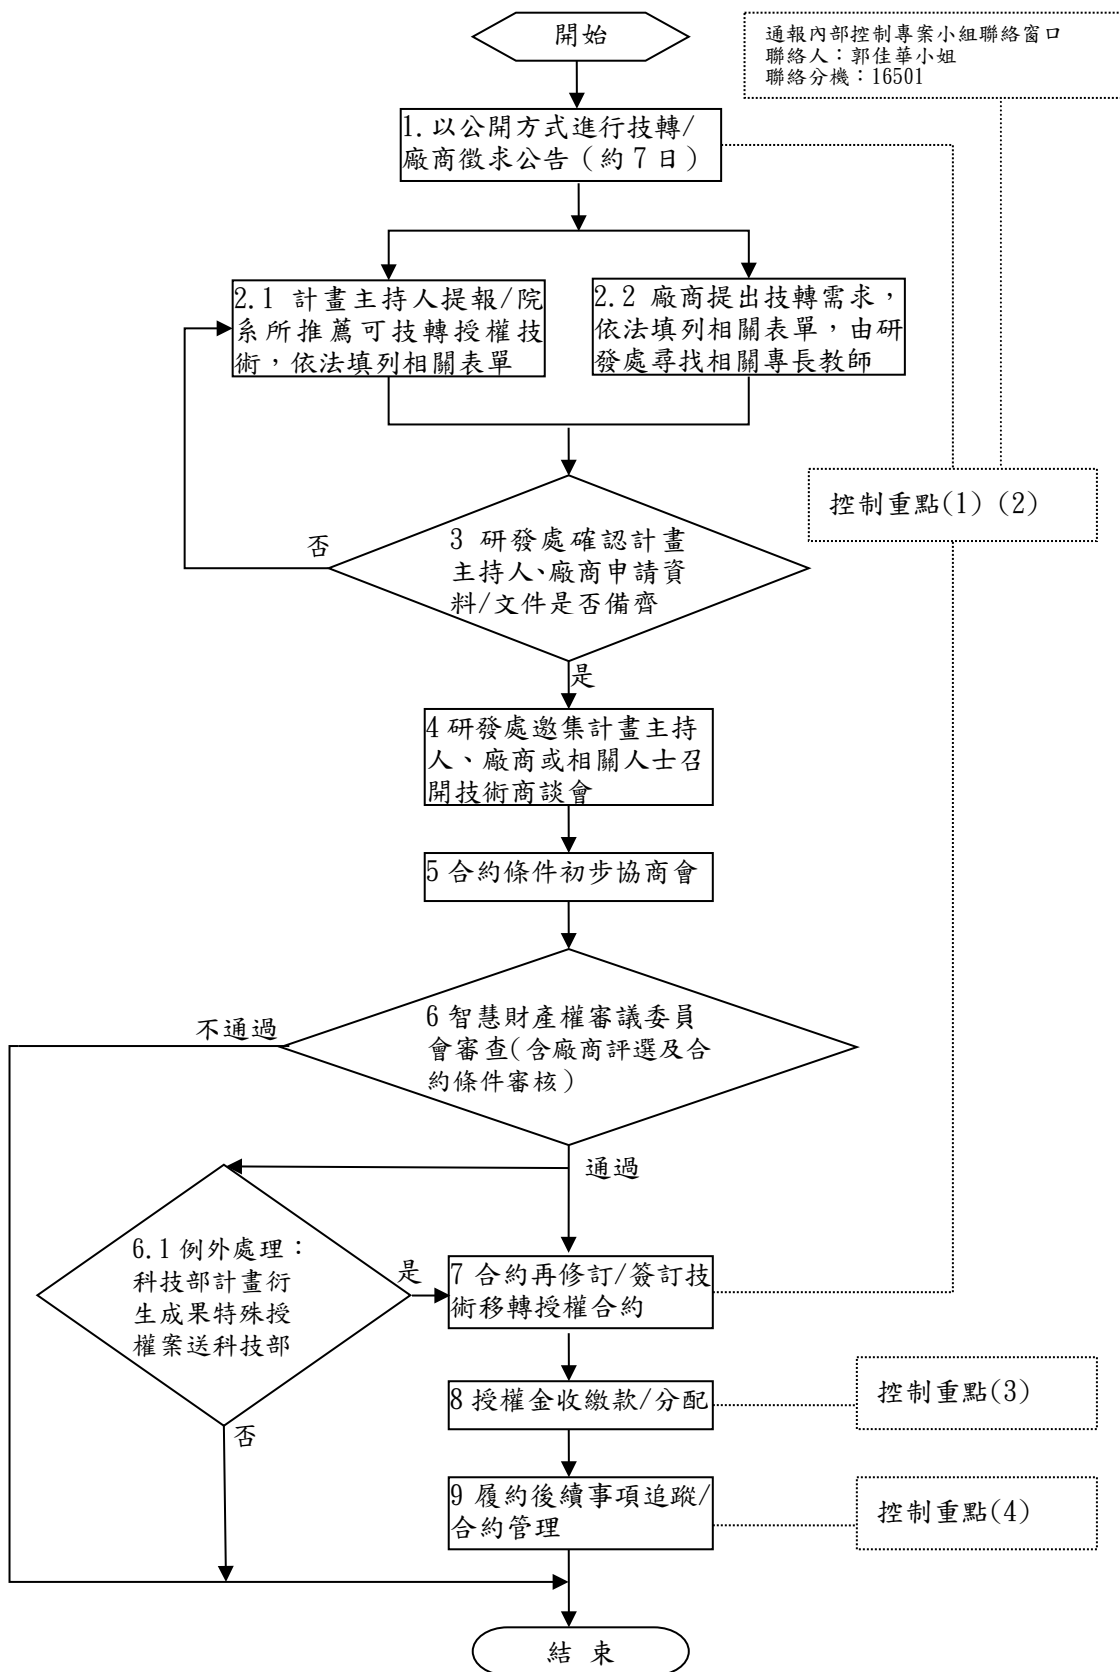 開始
通報內部控制專案小組聯絡窗口
聯絡人：郭佳華小姐
聯絡分機：16501
1.以公開方式進行技轉/
廠商徵求公告（約7日）
2.1 計畫主持人提報/院
系所推薦可技轉授權技
術，依法填列相關表單
2.2 廠商提出技轉需求，
依法填列相關表單，由研
發處尋找相關專長教師
控制重點(1) (2)
否
3 研發處確認計畫
主持人、廠商申請資
料/文件是否備齊
是
4 研發處邀集計畫主持
人、廠商或相關人士召
開技術商談會
5 合約條件初步協商會
不通過
6 智慧財產權審議委員
會審查(含廠商評選及合
約條件審核)
通過
6.1 例外處理：
科技部計畫衍
生成果特殊授
權案送科技部
是
7 合約再修訂/簽訂技
術移轉授權合約
否
8 授權金收繳款/分配
控制重點(3)
9 履約後續事項追蹤/
合約管理
控制重點(4)
結 束